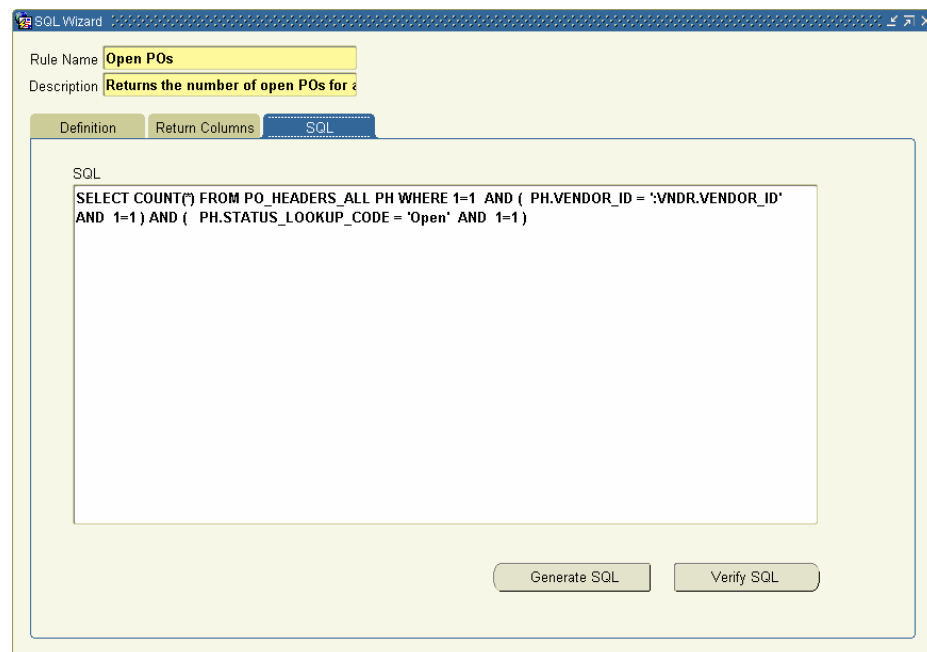 SQL Wizard
Rule Name Open POs
Description Returns the number of open POs for a
Definition Return Columns SQL
SQL
SELECT COUNT(*) FROM PO_HEADERS_ALL PH WHERE 1=1 AND ( PH.VENDOR_ID = ':VNDR.VENDOR_ID'
AND 1=1 ) AND ( PH.STATUS_LOOKUP_CODE = 'Open' AND 1=1 )
Generate SQL Verify SQL